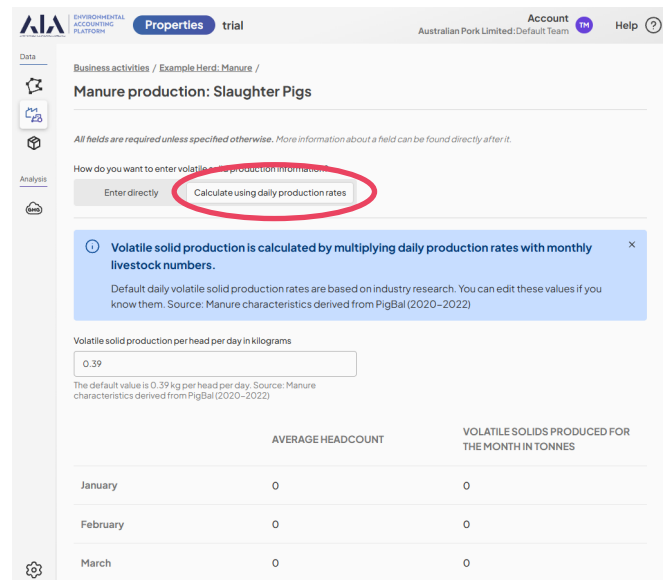 AIA
ENVIRONMENTAL
ACCOUNTING
PLATFORM
Properties trial
Account
Australian Pork Limited:Default Team
TM
Help ?
Data
Business activities / Example Herd: Manure /
Manure production: Slaughter Pigs
All fields are required unless specified otherwise. More information about a field can be found directly after it.
How do you want to enter volatile solid production information?
Analysis
Enter directly
Calculate using daily production rates
GHG
Volatile solid production is calculated by multiplying daily production rates with monthly
livestock numbers.
Default daily volatile solid production rates are based on industry research. You can edit these values if you
know them. Source: Manure characteristics derived from PigBal (2020–2022)
Volatile solid production per head per day in kilograms
0.39
The default value is 0.39 kg per head per day. Source: Manure
characteristics derived from PigBal (2020–2022)
AVERAGE HEADCOUNT
VOLATILE SOLIDS PRODUCED FOR
THE MONTH IN TONNES
January 0 0
February 0 0
March 0 0